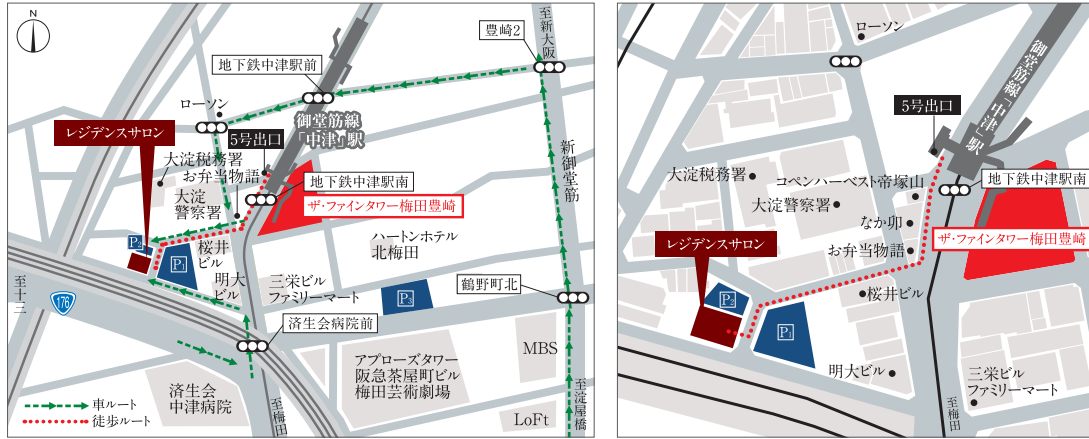 N
至新大阪
豊崎2
地下鉄中津駅前
ローソン
御堂筋線
「中津」駅
5号出口
レジデンスサロン
大淀税務署
お弁当物語
大淀
警察署
地下鉄中津駅南
ザ・ファインタワー梅田豊崎
新御堂筋
P2
P1
桜井
ビル
ハートンホテル
北梅田
至十三
176
明大
ビル
三栄ビル
ファミリーマート
P3
鶴野町北
済生会病院前
MBS
アプローズタワー
阪急茶屋町ビル
梅田芸術劇場
済生会
中津病院
至梅田
至淀屋橋
LoFt
車ルート
徒歩ルート
ローソン
御堂筋線「中津」駅
5号出口
大淀税務署
コペンハーベスト帝塚山
地下鉄中津駅南
大淀警察署
なか卯
レジデンスサロン
お弁当物語
ザ・ファインタワー梅田豊崎
P2
桜井ビル
P1
明大ビル
三栄ビル
ファミリーマート
至梅田